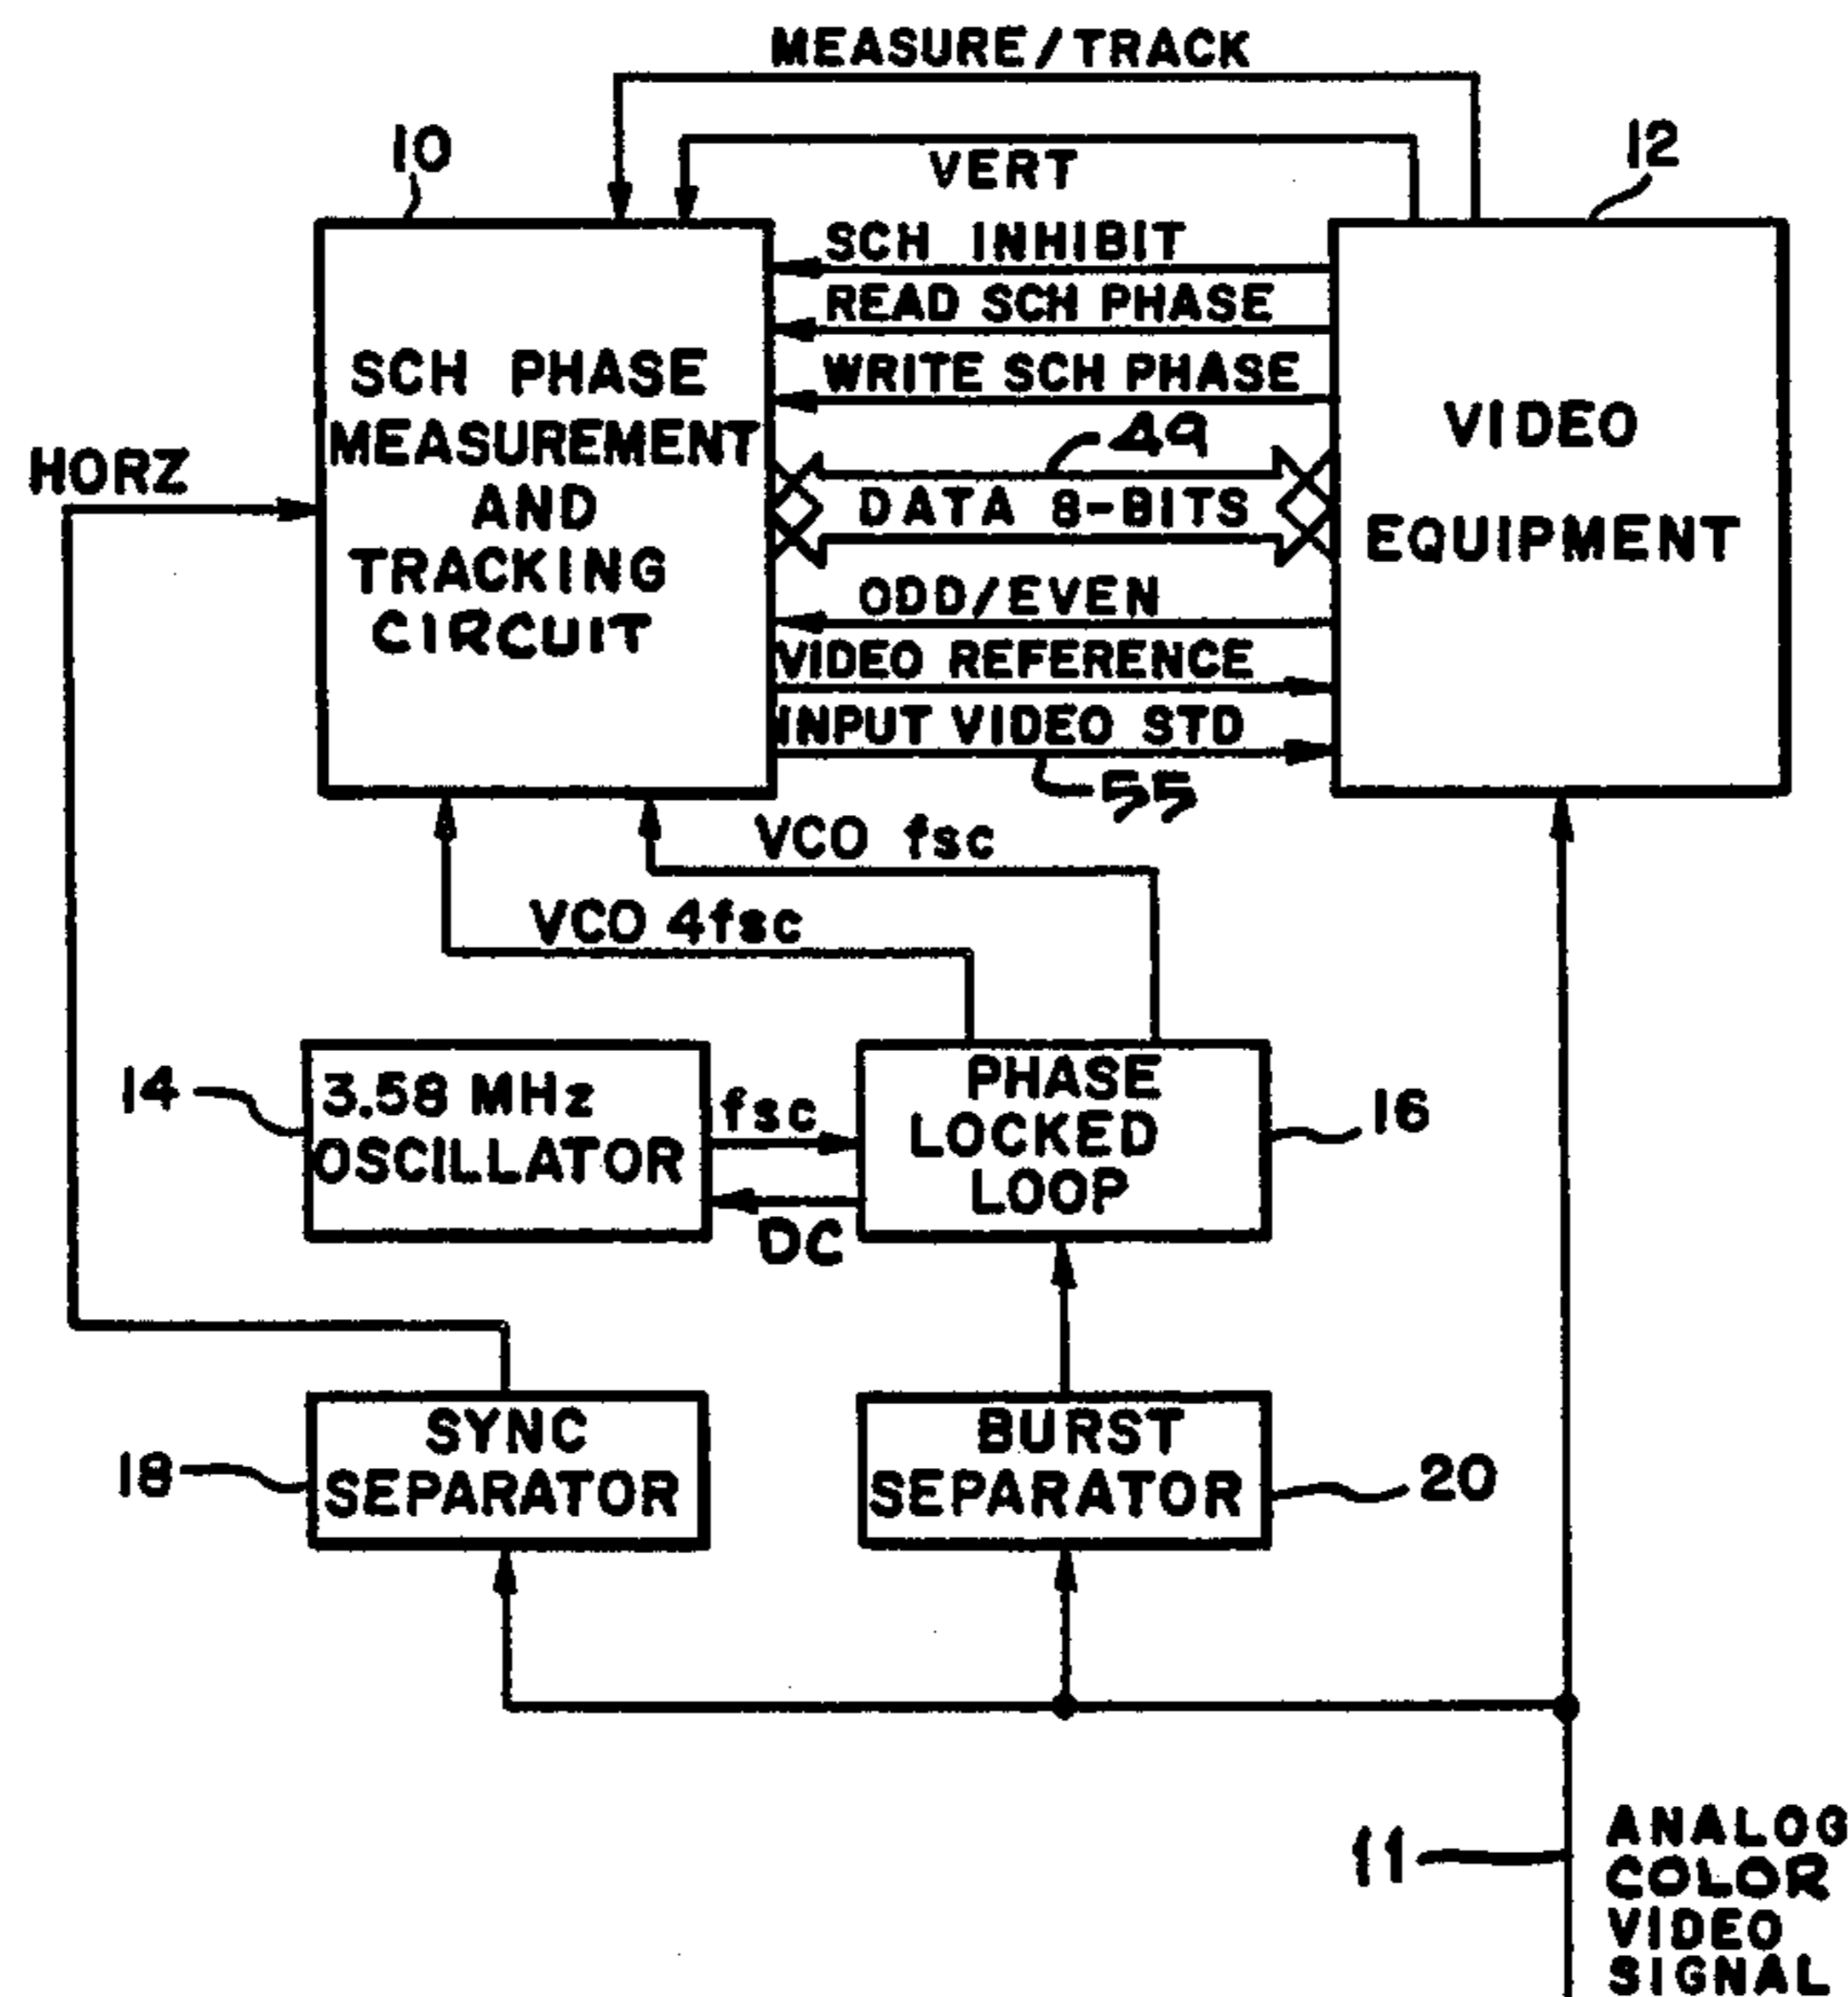 MEASURE/TRACK
10
VERT
12
SCH INHIBIT
READ SCH PHASE
WRITE SCH PHASE
SCH PHASE
MEASUREMENT
AND
TRACKING
CIRCUIT
HORZ
49
DATA 8-BITS
VIDEO
EQUIPMENT
ODD/EVEN
VIDEO REFERENCE
INPUT VIDEO STD
55
VCO fsc
VCO 4fsc
14
3.58 MHz
OSCILLATOR
fsc
DC
PHASE
LOCKED
LOOP
16
18
SYNC
SEPARATOR
BURST
SEPARATOR
20
11
ANALOG
COLOR
VIDEO
SIGNAL